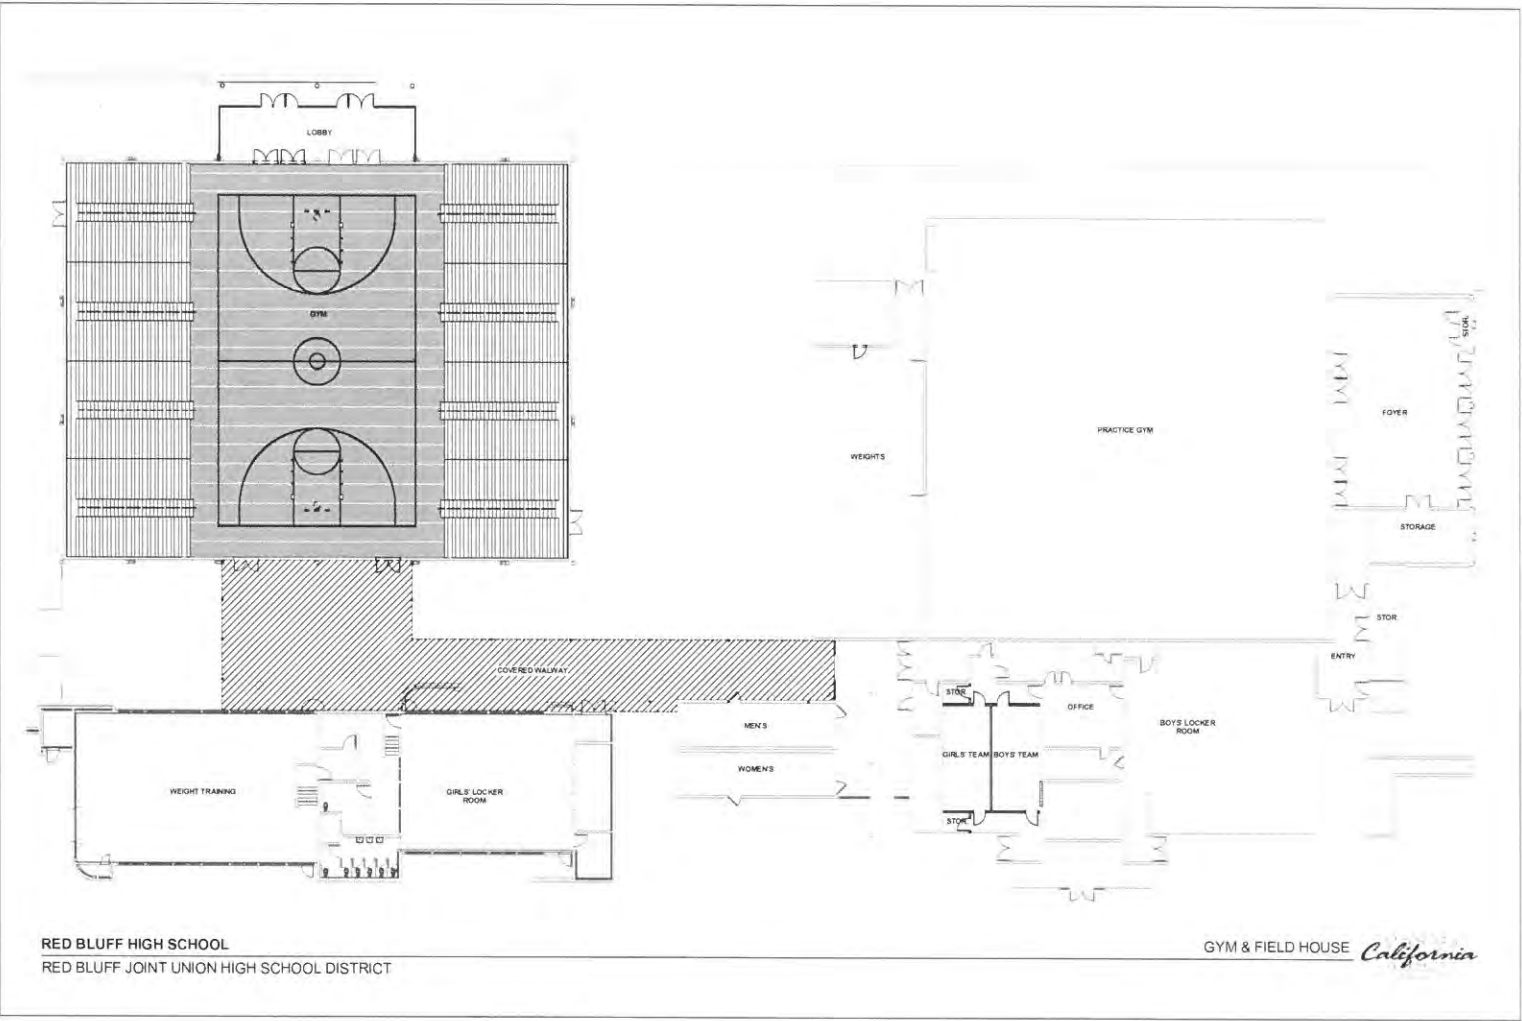 LOBBY
GYM
STOR.
FOYER
PRACTICE GYM
WEIGHTS
STORAGE
STOR
ENTRY
COVERED WALWAY
STOR.
OFFICE
BOYS' LOCKER
ROOM
MEN'S
GIRLS' TEAM
BOYS' TEAM
WOMEN'S
WEIGHT TRAINING
GIRLS' LOCKER
ROOM
STOR.
RED BLUFF HIGH SCHOOL
RED BLUFF JOINT UNION HIGH SCHOOL DISTRICT
GYM & FIELD HOUSE
California